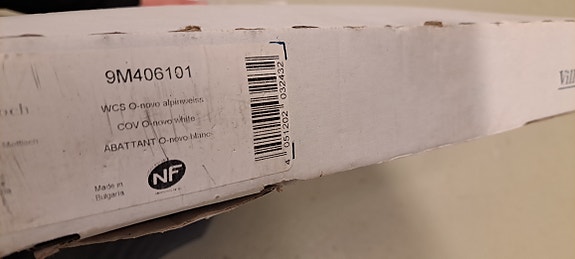 9M406101
WCS O-novo alpinweiss
COV O-novo white
ABATTANT O-novo blanc
NF
Made in
Bulgaria
4 051202 032432